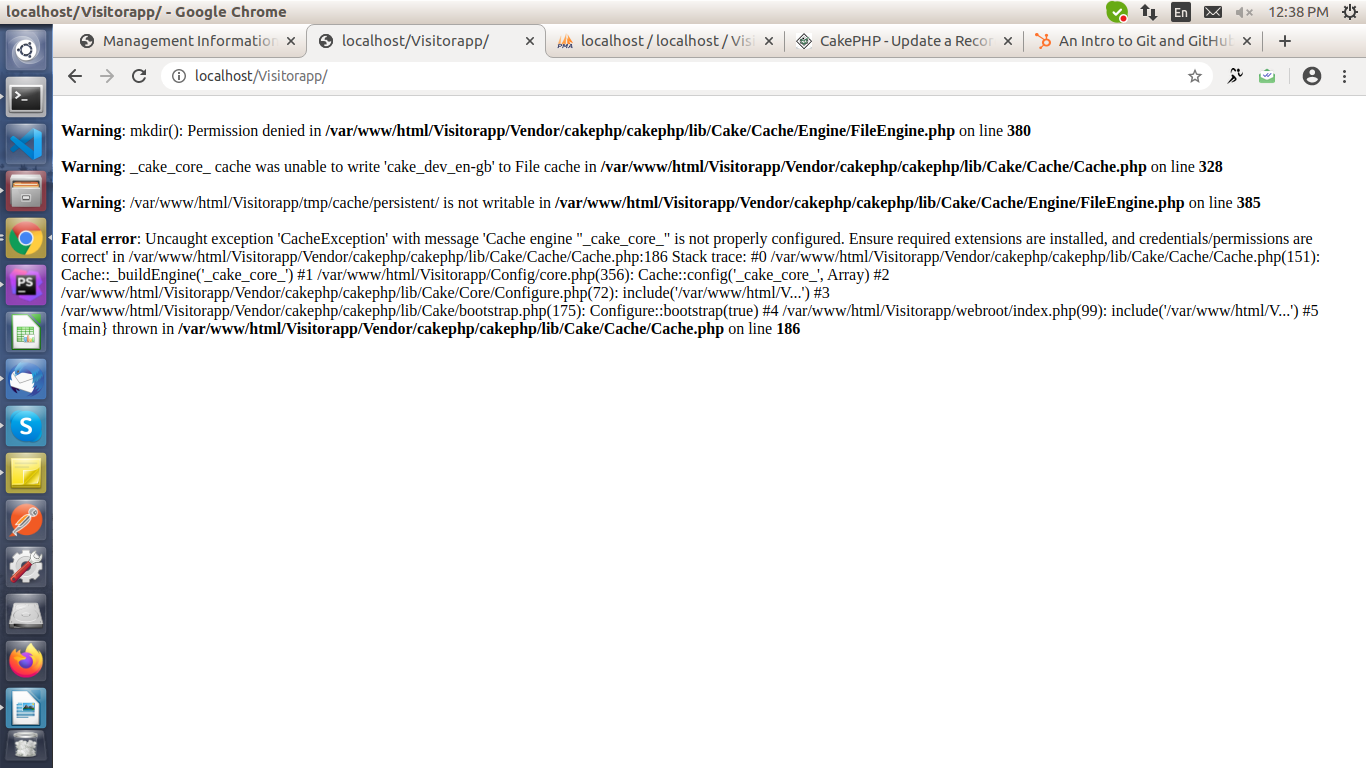 localhost/Visitorapp/ - Google Chrome
En
12:38 PM
Management Information
localhost/Visitorapp/
PMA
localhost / localhost / Visi
CakePHP - Update a Recor
An Intro to Git and GitHub
localhost/Visitorapp/
Warning: mkdir(): Permission denied in /var/www/html/Visitorapp/Vendor/cakephp/cakephp/lib/Cake/Cache/Engine/FileEngine.php on line 380
Warning: _cake_core_ cache was unable to write 'cake_dev_en-gb' to File cache in /var/www/html/Visitorapp/Vendor/cakephp/cakephp/lib/Cake/Cache/Cache.php on line 328
Warning: /var/www/html/Visitorapp/tmp/cache/persistent/ is not writable in /var/www/html/Visitorapp/Vendor/cakephp/cakephp/lib/Cake/Cache/Engine/FileEngine.php on line 385
Fatal error: Uncaught exception 'CacheException' with message 'Cache engine "_cake_core_" is not properly configured. Ensure required extensions are installed, and credentials/permissions are
correct' in /var/www/html/Visitorapp/Vendor/cakephp/cakephp/lib/Cake/Cache/Cache.php:186 Stack trace: #0 /var/www/html/Visitorapp/Vendor/cakephp/cakephp/lib/Cake/Cache/Cache.php(151):
Cache::_buildEngine('_cake_core_') #1 /var/www/html/Visitorapp/Config/core.php(356): Cache::config('_cake_core_', Array) #2
/var/www/html/Visitorapp/Vendor/cakephp/cakephp/lib/Cake/Core/Configure.php(72): include('/var/www/html/V...') #3
/var/www/html/Visitorapp/Vendor/cakephp/cakephp/lib/Cake/bootstrap.php(175): Configure::bootstrap(true) #4 /var/www/html/Visitorapp/webroot/index.php(99): include('/var/www/html/V...') #5
{main} thrown in /var/www/html/Visitorapp/Vendor/cakephp/cakephp/lib/Cake/Cache/Cache.php on line 186
PS
S